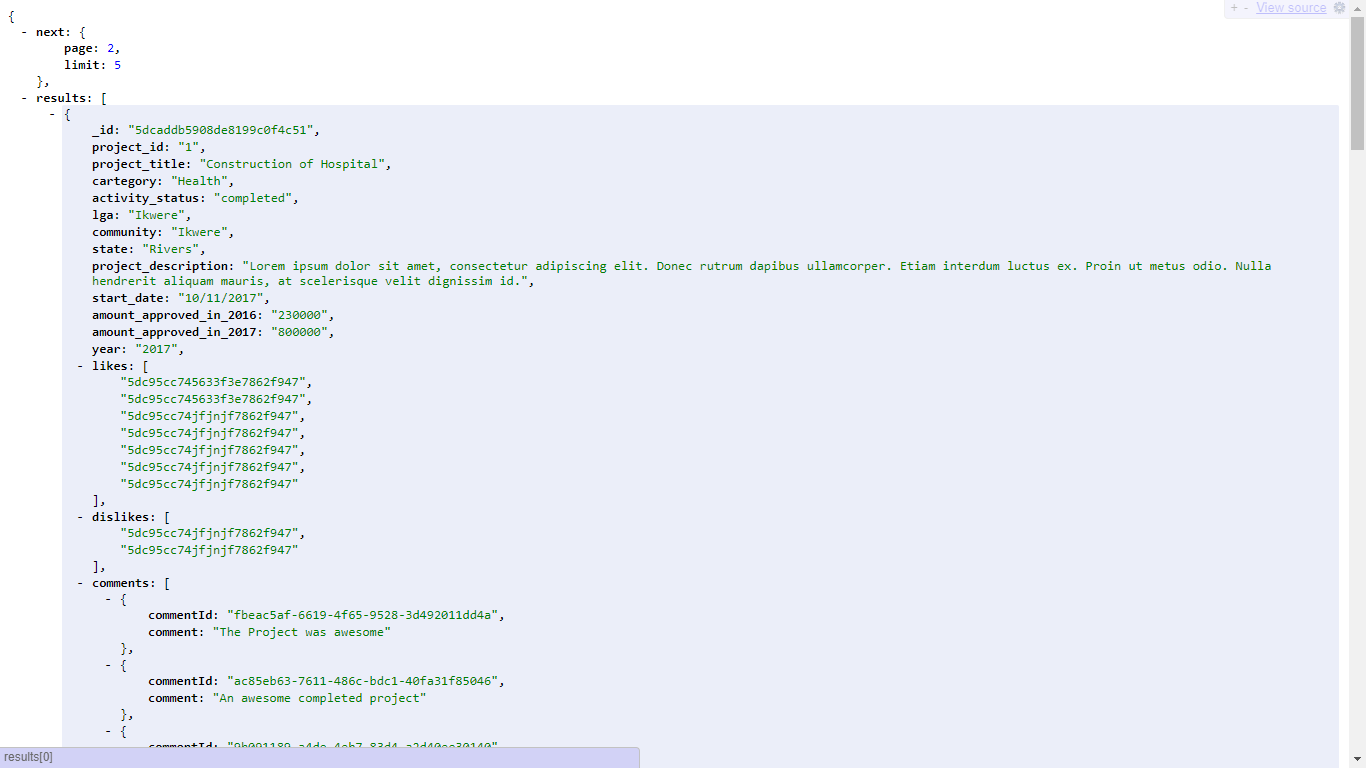 + - View source
{
- next: {
page: 2,
limit: 5
},
- results: [
- {
_id: "5dcaddb5908de8199c0f4c51",
project_id: "1",
project_title: "Construction of Hospital",
cartegory: "Health",
activity_status: "completed",
lga: "Ikwere",
community: "Ikwere",
state: "Rivers",
project_description: "Lorem ipsum dolor sit amet, consectetur adipiscing elit. Donec rutrum dapibus ullamcorper. Etiam interdum luctus ex. Proin ut metus odio. Nulla
hendrerit aliquam mauris, at scelerisque velit dignissim id.",
start_date: "10/11/2017",
amount_approved_in_2016: "230000",
amount_approved_in_2017: "800000",
year: "2017",
- likes: [
"5dc95cc745633f3e7862f947",
"5dc95cc745633f3e7862f947",
"5dc95cc74jfjnjf7862f947",
"5dc95cc74jfjnjf7862f947",
"5dc95cc74jfjnjf7862f947",
"5dc95cc74jfjnjf7862f947",
"5dc95cc74jfjnjf7862f947"
],
- dislikes: [
"5dc95cc74jfjnjf7862f947",
"5dc95cc74jfjnjf7862f947"
],
- comments: [
- {
commentId: "fbeac5af-6619-4f65-9528-3d492011dd4a",
comment: "The Project was awesome"
},
- {
commentId: "ac85eb63-7611-486c-bdc1-40fa31f85046",
comment: "An awesome completed project"
},
- {
commentId:
results[0]